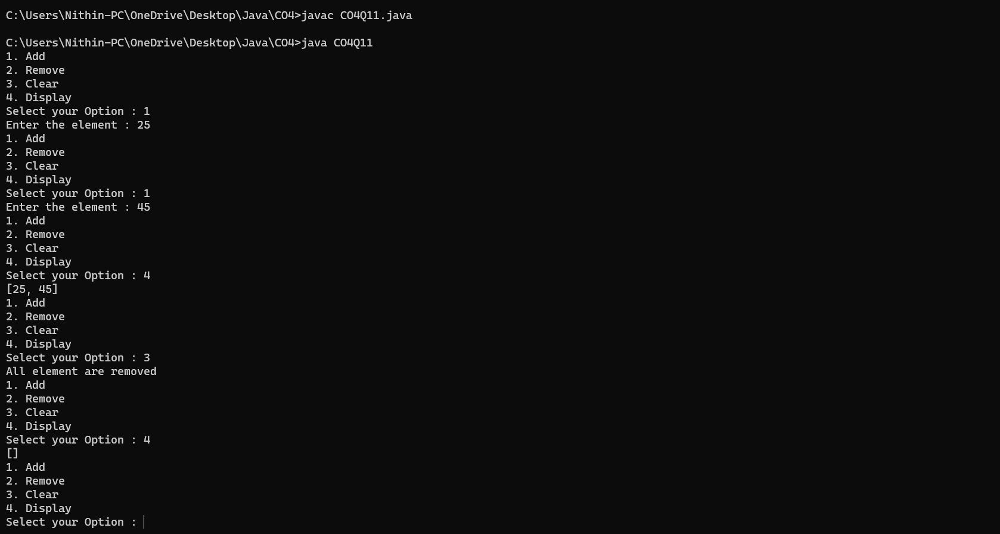 C:\Users\Nithin-PC\OneDrive\Desktop\Java\CO4>javac CO4Q11.java
C:\Users\Nithin-PC\OneDrive\Desktop\Java\CO4>java CO4Q11
1. Add
2. Remove
3. Clear
4. Display
Select your Option : 1
Enter the element : 25
1. Add
2. Remove
3. Clear
4. Display
Select your Option : 1
Enter the element : 45
1. Add
2. Remove
3. Clear
4. Display
Select your Option : 4
[25, 45]
1. Add
2. Remove
3. Clear
4. Display
Select your Option : 3
All element are removed
1. Add
2. Remove
3. Clear
4. Display
Select your Option : 4
[]
1. Add
2. Remove
3. Clear
4. Display
Select your Option :